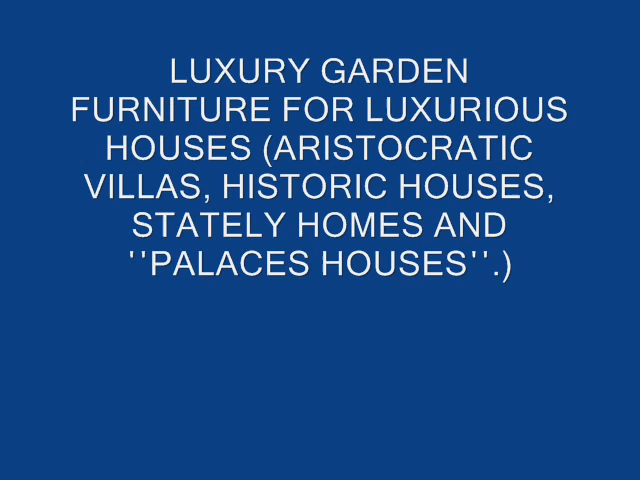 LUXURY GARDEN
FURNITURE FOR LUXURIOUS
HOUSES (ARISTOCRATIC
VILLAS, HISTORIC HOUSES,
STATELY HOMES AND
''PALACES HOUSES''.)